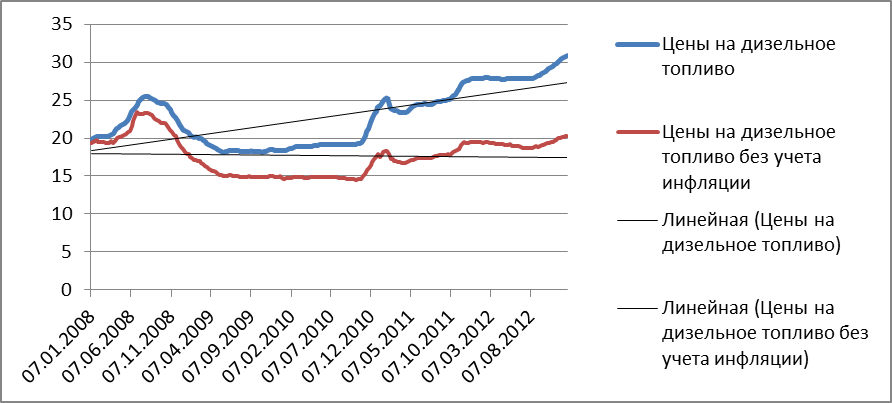 35
30
25
20
15
10
5
0
07.01.2008
07.06.2008
07.11.2008
07.04.2009
07.09.2009
07.02.2010
07.07.2010
07.12.2010
07.05.2011
07.10.2011
07.03.2012
07.08.2012
Цены на дизельное
топливо
Цены на дизельное
топливо без учета
инфляции
Линейная (Цены на
дизельное топливо)
Линейная (Цены на
дизельное топливо без
учета инфляции)